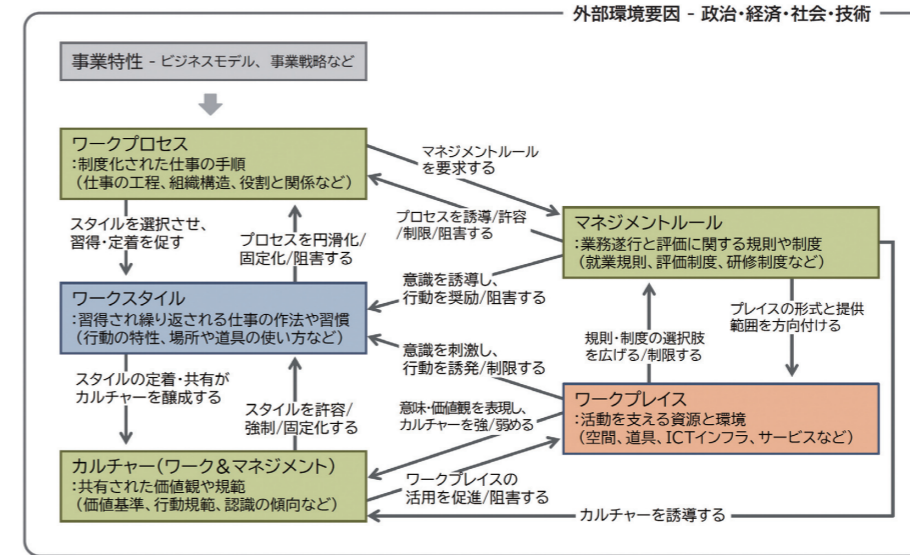 外部環境要因 - 政治・経済・社会・技術
事業特性 - ビジネスモデル、事業戦略など
ワークプロセス
:制度化された仕事の手順
(仕事の工程、組織構造、役割と関係など)
マネジメントルール
を要求する
プロセスを誘導/許容
/制限/阻害する
スタイルを選択させ、
習得・定着を促す
プロセスを円滑化/
固定化/阻害する
マネジメントルール
:業務遂行と評価に関する規則や制度
(就業規則、評価制度、研修制度など)
意識を誘導し、
行動を奨励/阻害する
ワークスタイル
:習得され繰り返される仕事の作法や習慣
(行動の特性、場所や道具の使い方など)
プレイスの形式と提供
範囲を方向付ける
規則・制度の選択肢
を広げる/制限する
意識を刺激し、
行動を誘発/制限する
スタイルの定着・共有が
カルチャーを醸成する
スタイルを許容/
強制/固定化する
意味・価値観を表現し、
カルチャーを強/弱める
ワークプレイス
:活動を支える資源と環境
(空間、道具、ICTインフラ、サービスなど)
カルチャー(ワーク&マネジメント)
:共有された価値観や規範
(価値基準、行動規範、認識の傾向など)
ワークプレイスの
活用を促進/阻害する
カルチャーを誘導する